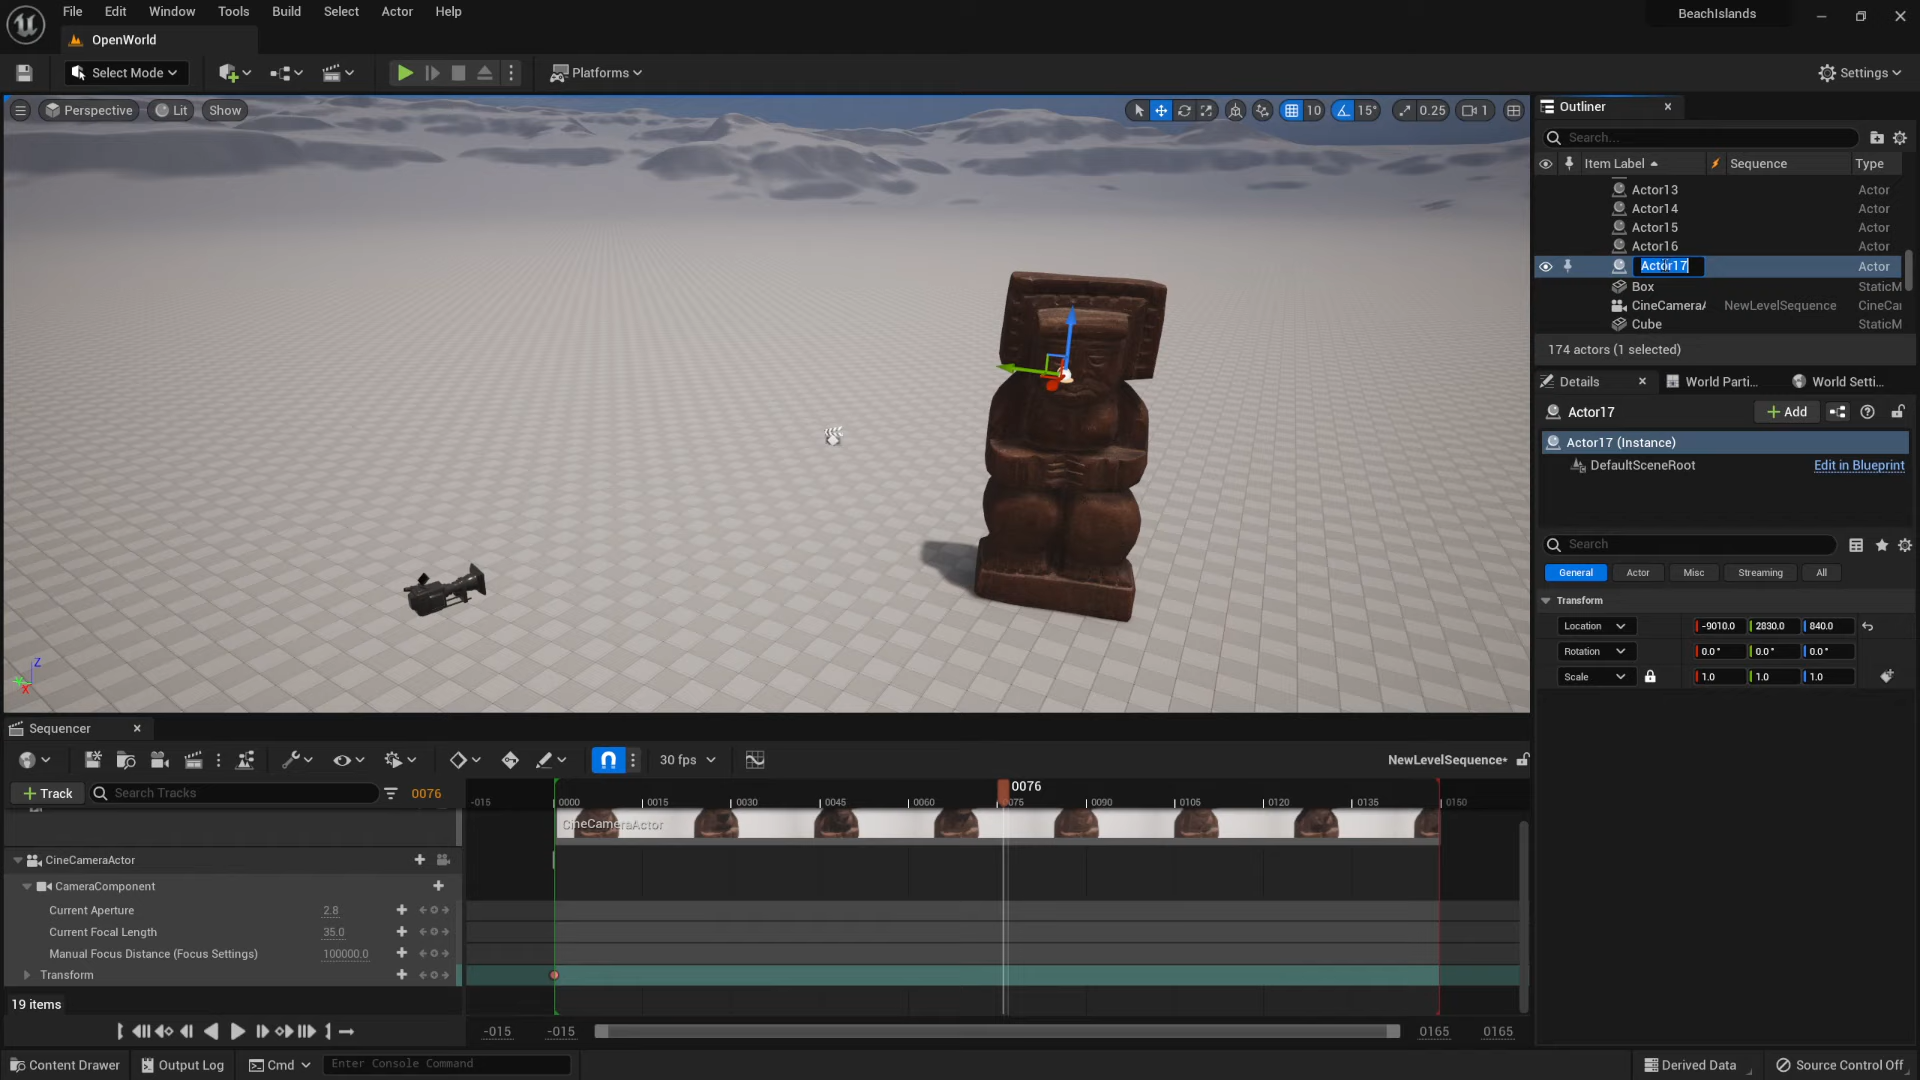 File Edit Window Tools Build Select Actor Help
BeachIslands
OpenWorld
Select Mode
Platforms
Settings
Perspective Lit Show
10 15° 0.25 1
Outliner
Search...
Item Label Sequence Type
Actor13 Actor
Actor14 Actor
Actor15 Actor
Actor16 Actor
Actor17 Actor
Box StaticM
CineCameraA NewLevelSequence CineCa
Cube StaticM
174 actors (1 selected)
Details World Parti... World Setti...
Actor17 Add
Actor17 (Instance)
DefaultSceneRoot Edit in Blueprint
Search
General Actor Misc Streaming All
Transform
Location -9010.0 2830.0 840.0
Rotation 0.0° 0.0° 0.0°
Scale 1.0 1.0 1.0
Z
X
Sequencer
30 fps
NewLevelSequence*
+ Track Search Tracks 0076
0076
-015 0000 0015 0030 0045 0060 0075 0090 0105 0120 0135 0150
CineCameraActor
CineCameraActor
CameraComponent
Current Aperture 2.8
Current Focal Length 35.0
Manual Focus Distance (Focus Settings) 100000.0
Transform
19 items
-015 -015 0165 0165
Content Drawer Output Log Cmd Enter Console Command
Derived Data Source Control Off